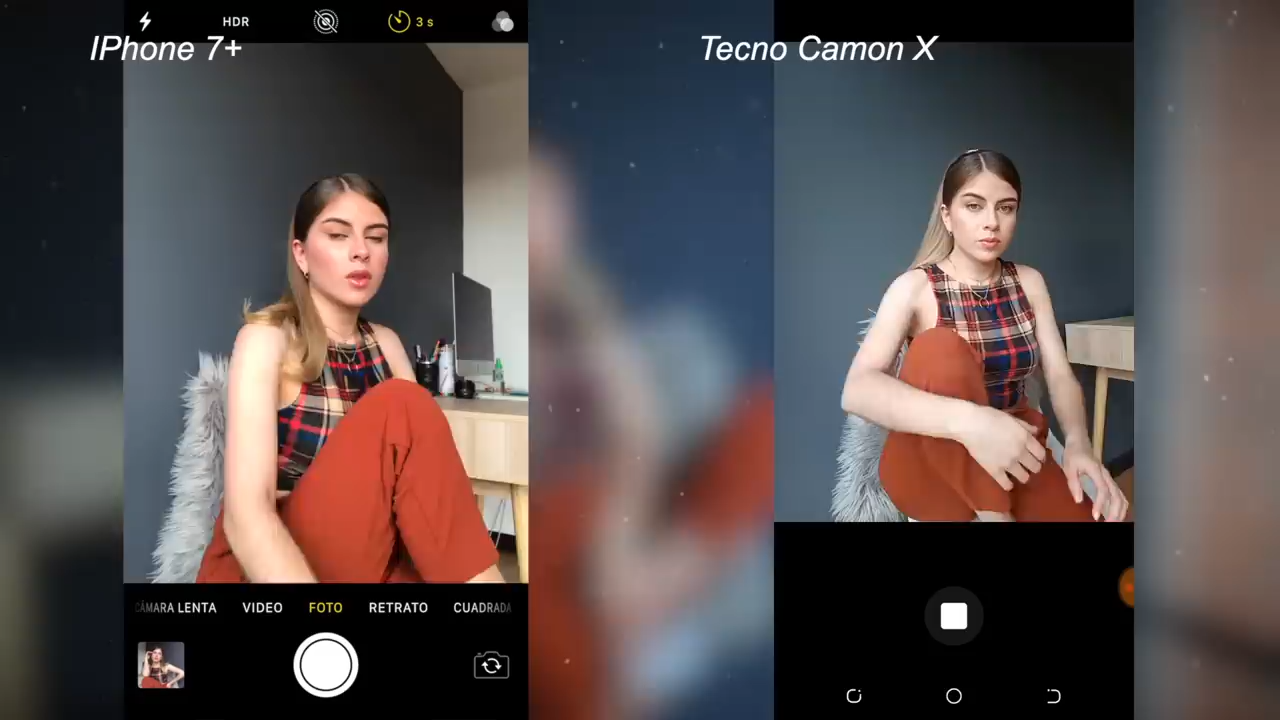 HDR
3 s
IPhone 7+
Tecno Camon X
CÁMARA LENTA VIDEO FOTO RETRATO CUADRADA